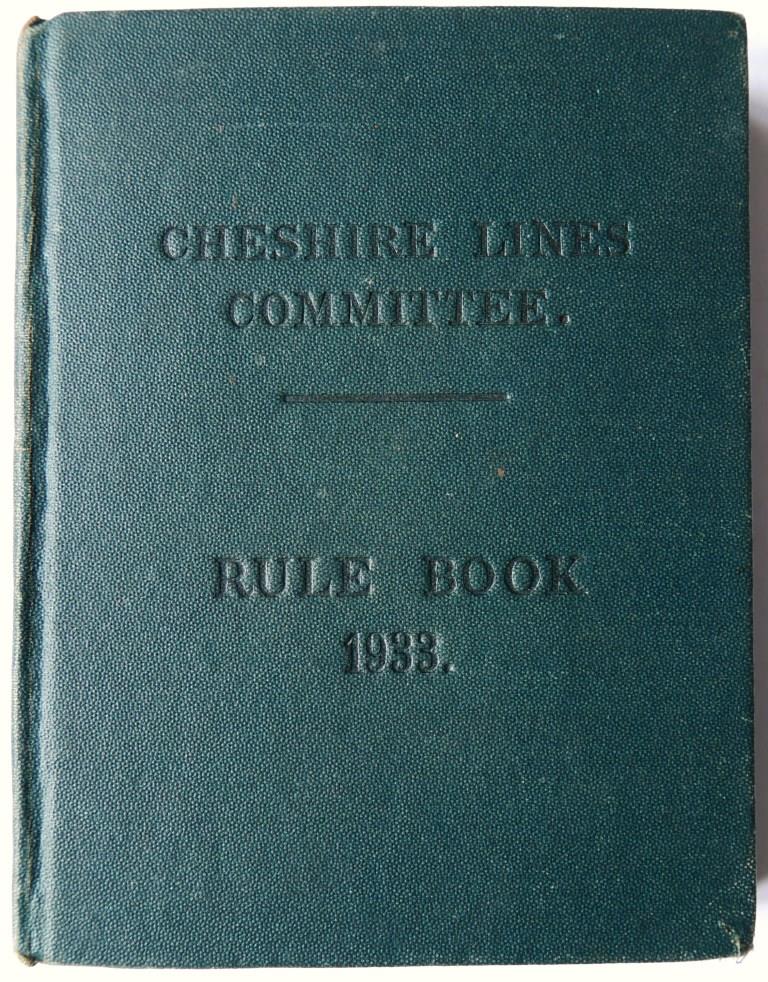 CHESHIRE LINES
COMMITTEE.
RULE BOOK
1933.